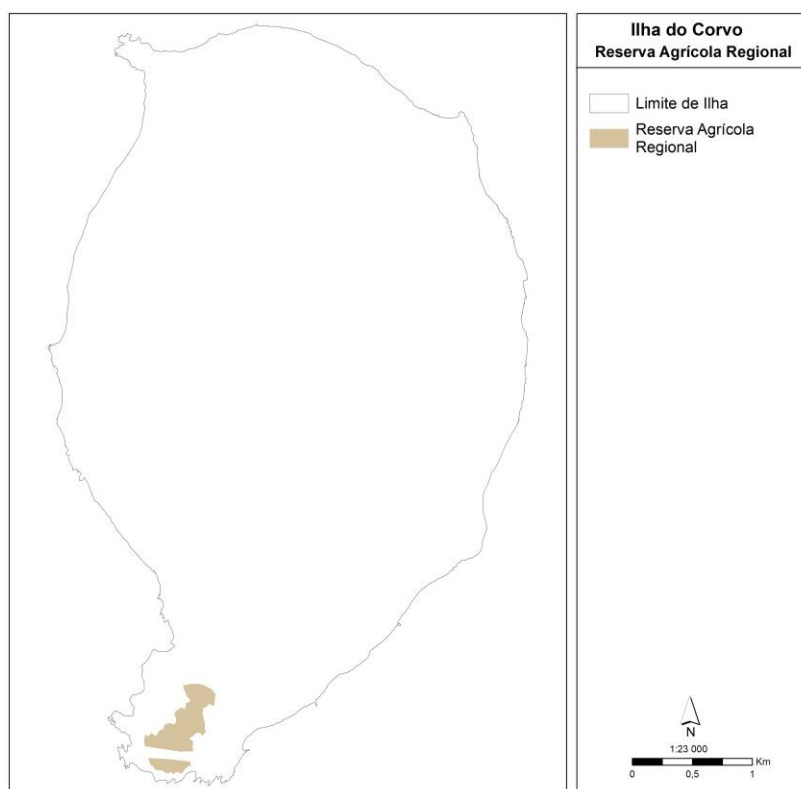 Ilha do Corvo
Reserva Agrícola Regional
Limite de Ilha
Reserva Agrícola
Regional
N
1:23 000
Km
0 0,5 1